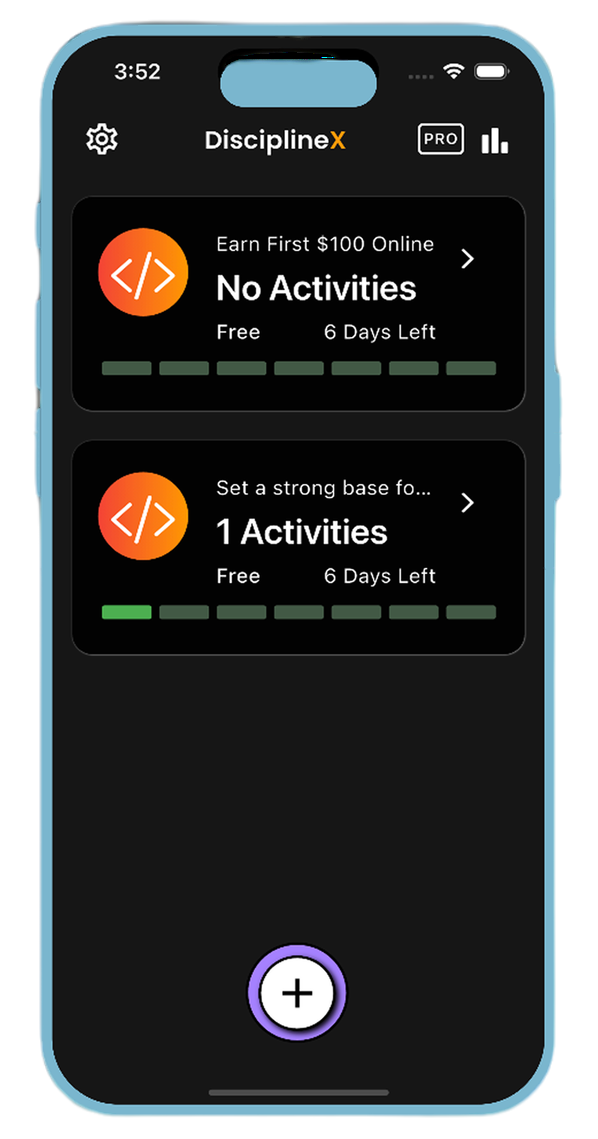 3:52
DisciplineX
PRO
Earn First $100 Online
No Activities
Free 6 Days Left
Set a strong base fo...
1 Activities
Free 6 Days Left